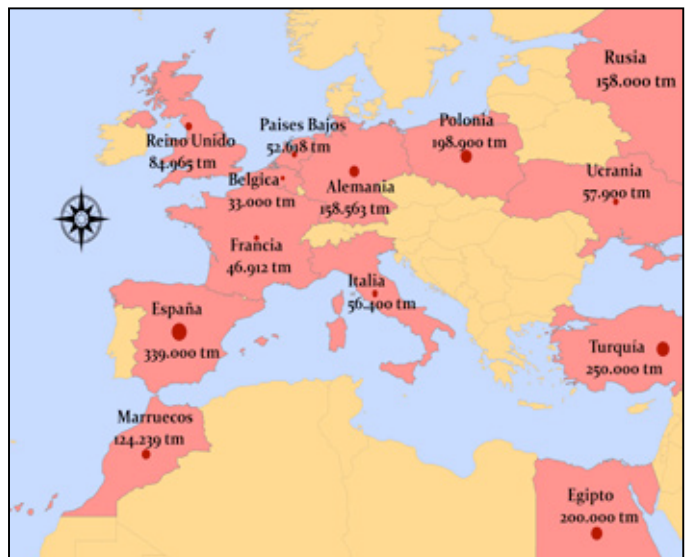 Rusia
158.000 tm
Reino Unido
84.965 tm
Paises Bajos
52.618 tm
Polonia
198.900 tm
Belgica
33.000 tm
Alemania
158.563 tm
Ucrania
57.900 tm
Francia
46.912 tm
Italia
56.400 tm
España
339.000 tm
Turquía
250.000 tm
Marruecos
124.239 tm
Egipto
200.000 tm